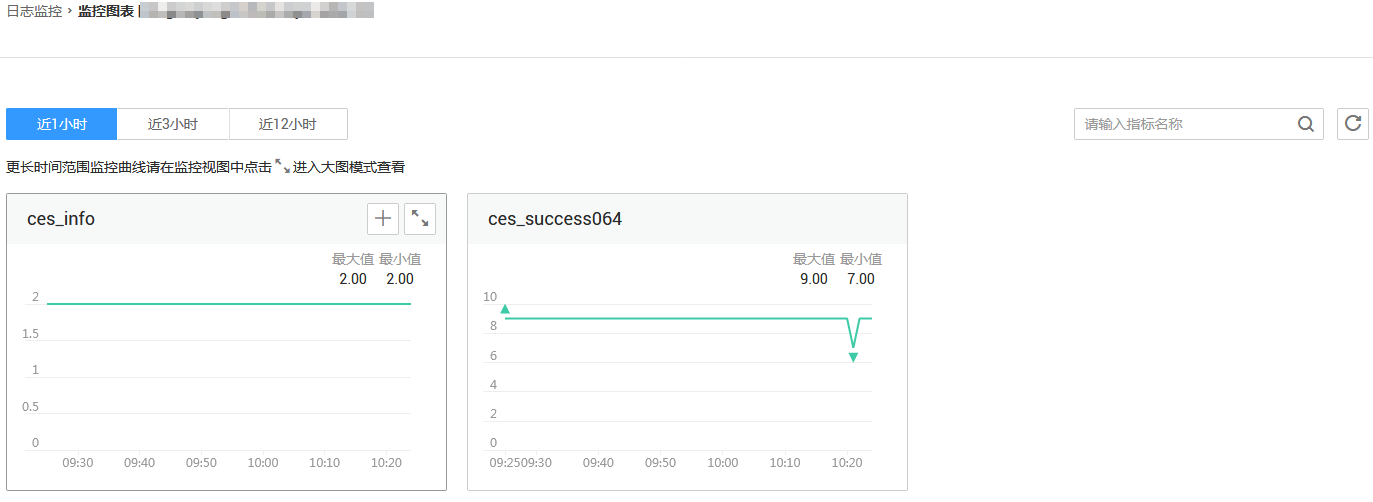 日志监控 › 监控图表
近1小时 近3小时 近12小时 请输入指标名称
更长时间范围监控曲线请在监控视图中点击 进入大图模式查看
ces_info
最大值 最小值
2.00 2.00
2
1.5
1
0.5
0
09:30 09:40 09:50 10:00 10:10 10:20
ces_success064
最大值 最小值
9.00 7.00
10
8
6
4
2
0
09:25 09:30 09:40 09:50 10:00 10:10 10:20